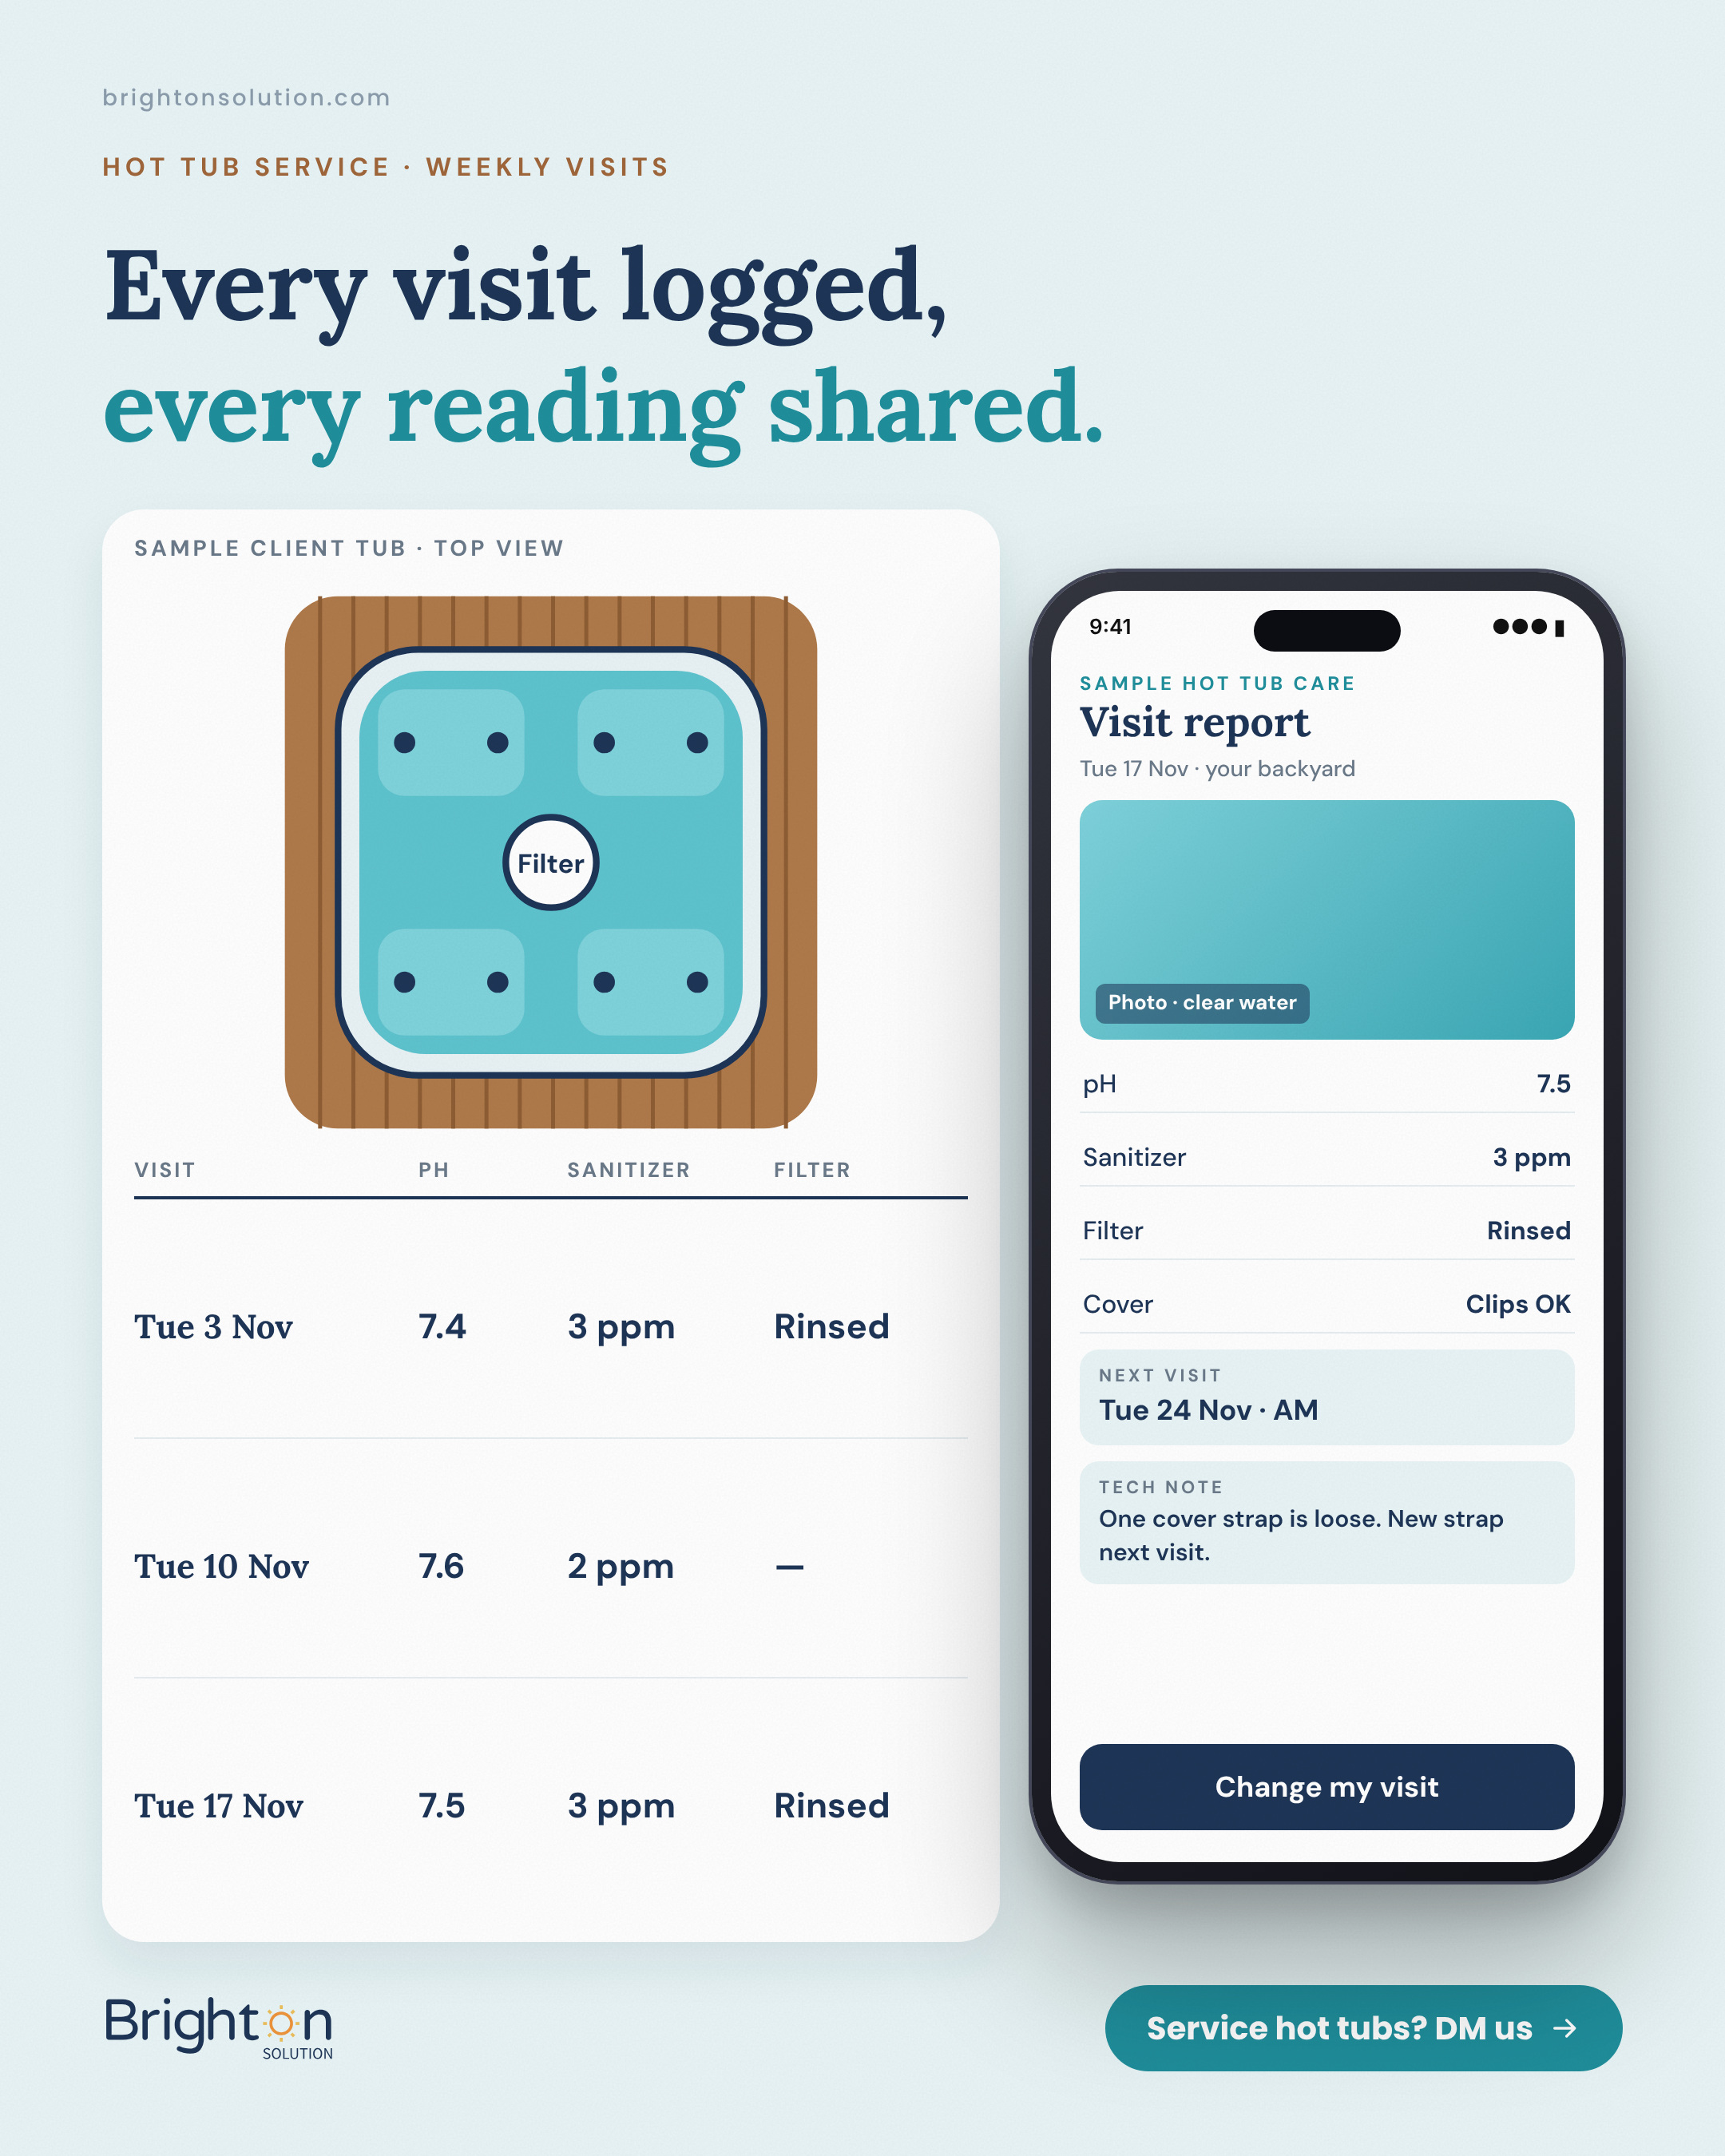 brightonsolution.com
HOT TUB SERVICE · WEEKLY VISITS
Every visit logged,
every reading shared.
SAMPLE CLIENT TUB · TOP VIEW
Filter
VISIT PH SANITIZER FILTER
Tue 3 Nov 7.4 3 ppm Rinsed
Tue 10 Nov 7.6 2 ppm —
Tue 17 Nov 7.5 3 ppm Rinsed
9:41
SAMPLE HOT TUB CARE
Visit report
Tue 17 Nov · your backyard
Photo · clear water
pH 7.5
Sanitizer 3 ppm
Filter Rinsed
Cover Clips OK
NEXT VISIT
Tue 24 Nov · AM
TECH NOTE
One cover strap is loose. New strap
next visit.
Change my visit
Brighton
SOLUTION
Service hot tubs? DM us →